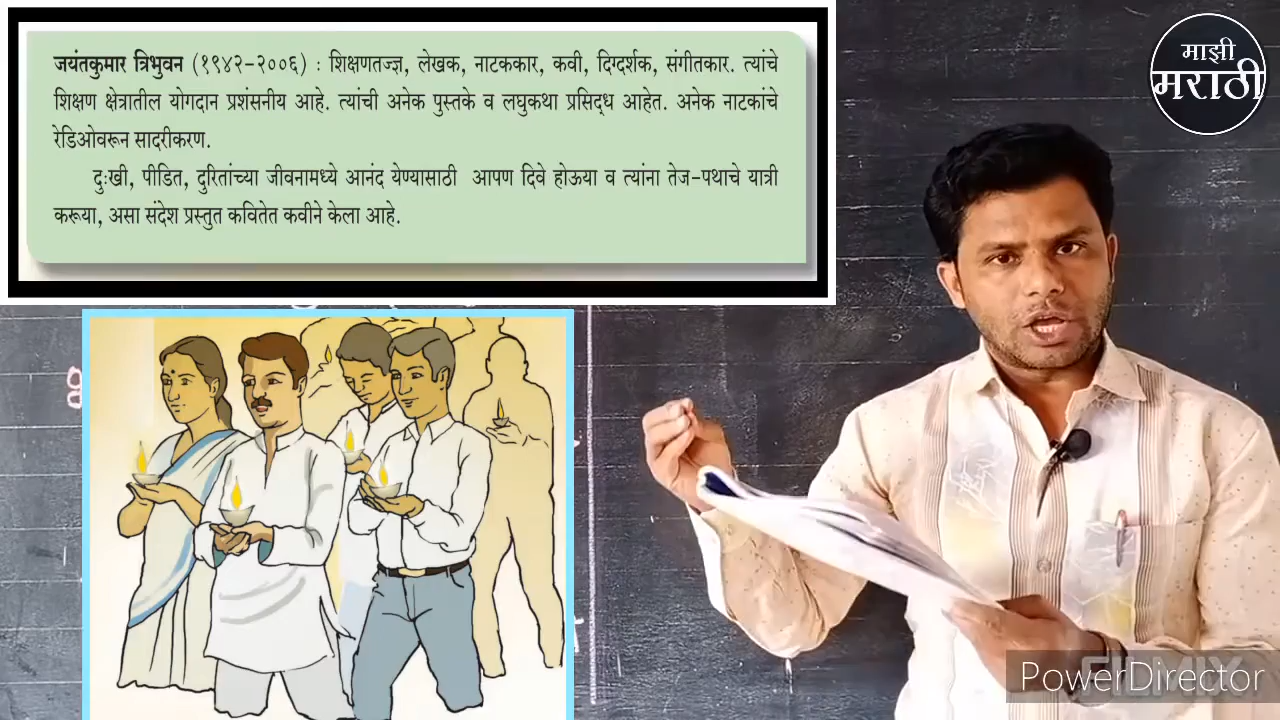 जयंतकुमार त्रिभुवन (१९४२-२००६) : शिक्षणतज्ज्ञ, लेखक, नाटककार, कवी, दिग्दर्शक, संगीतकार. त्यांचे
शिक्षण क्षेत्रातील योगदान प्रशंसनीय आहे. त्यांची अनेक पुस्तके व लघुकथा प्रसिद्ध आहेत. अनेक नाटकांचे
रेडिओवरून सादरीकरण.
दुःखी, पीडित, दुरितांच्या जीवनामध्ये आनंद येण्यासाठी आपण दिवे होऊया व त्यांना तेज-पथाचे यात्री
करूया, असा संदेश प्रस्तुत कवितेत कवीने केला आहे.
माझी
मराठी
PowerDirector